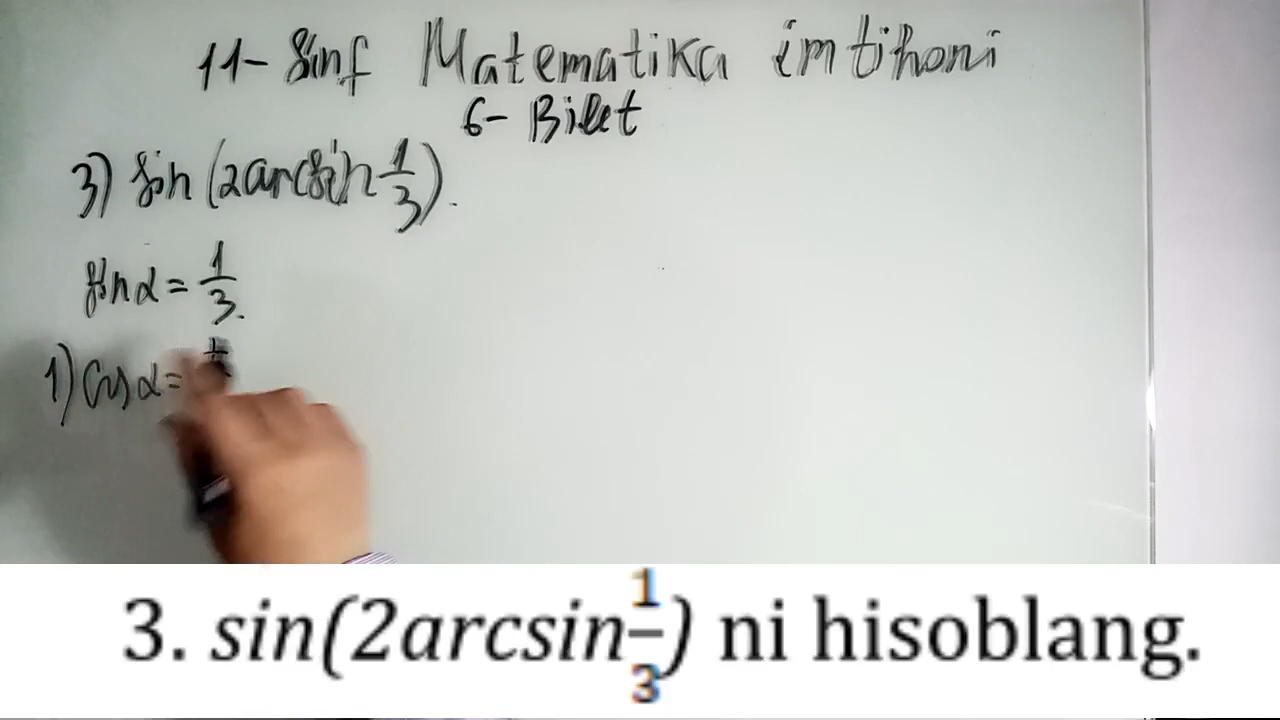 11- Sinf Matematika imtihoni
6- Bilet
3) sin (2arcsin 1/3).
sin α = 1/3.
1) Cos α =
3. sin(2arcsin 1/3) ni hisoblang.